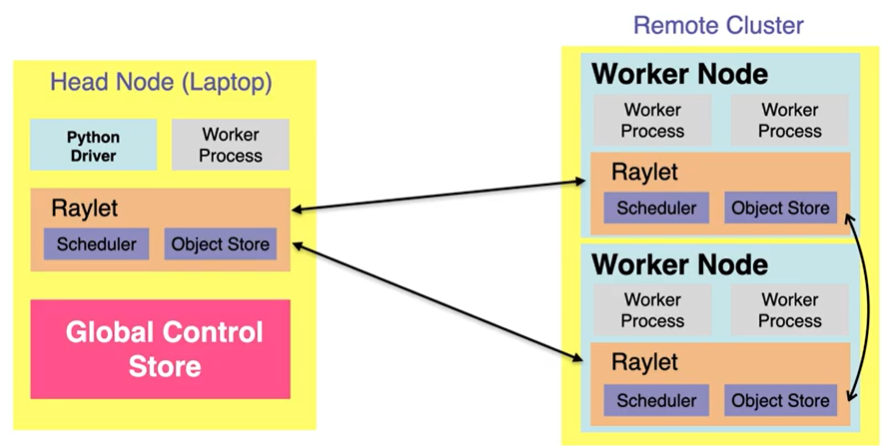 Remote Cluster
Head Node (Laptop)
Python
Driver
Worker
Process
Raylet
Scheduler
Object Store
Global Control
Store
Worker Node
Worker
Process
Worker
Process
Raylet
Scheduler
Object Store
Worker Node
Worker
Process
Worker
Process
Raylet
Scheduler
Object Store